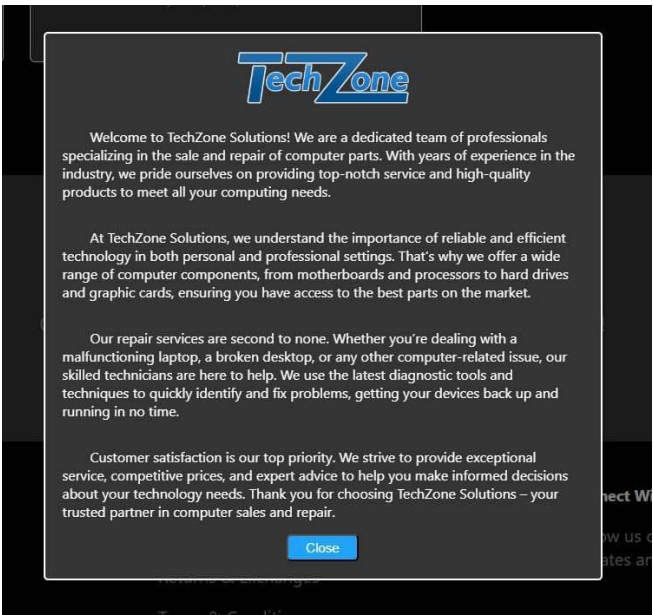 TechZone
Welcome to TechZone Solutions! We are a dedicated team of professionals
specializing in the sale and repair of computer parts. With years of experience in the
industry, we pride ourselves on providing top-notch service and high-quality
products to meet all your computing needs.
At TechZone Solutions, we understand the importance of reliable and efficient
technology in both personal and professional settings. That's why we offer a wide
range of computer components, from motherboards and processors to hard drives
and graphic cards, ensuring you have access to the best parts on the market.
Our repair services are second to none. Whether you're dealing with a
malfunctioning laptop, a broken desktop, or any other computer-related issue, our
skilled technicians are here to help. We use the latest diagnostic tools and
techniques to quickly identify and fix problems, getting your devices back up and
running in no time.
Customer satisfaction is our top priority. We strive to provide exceptional
service, competitive prices, and expert advice to help you make informed decisions
about your technology needs. Thank you for choosing TechZone Solutions – your
trusted partner in computer sales and repair.
Close